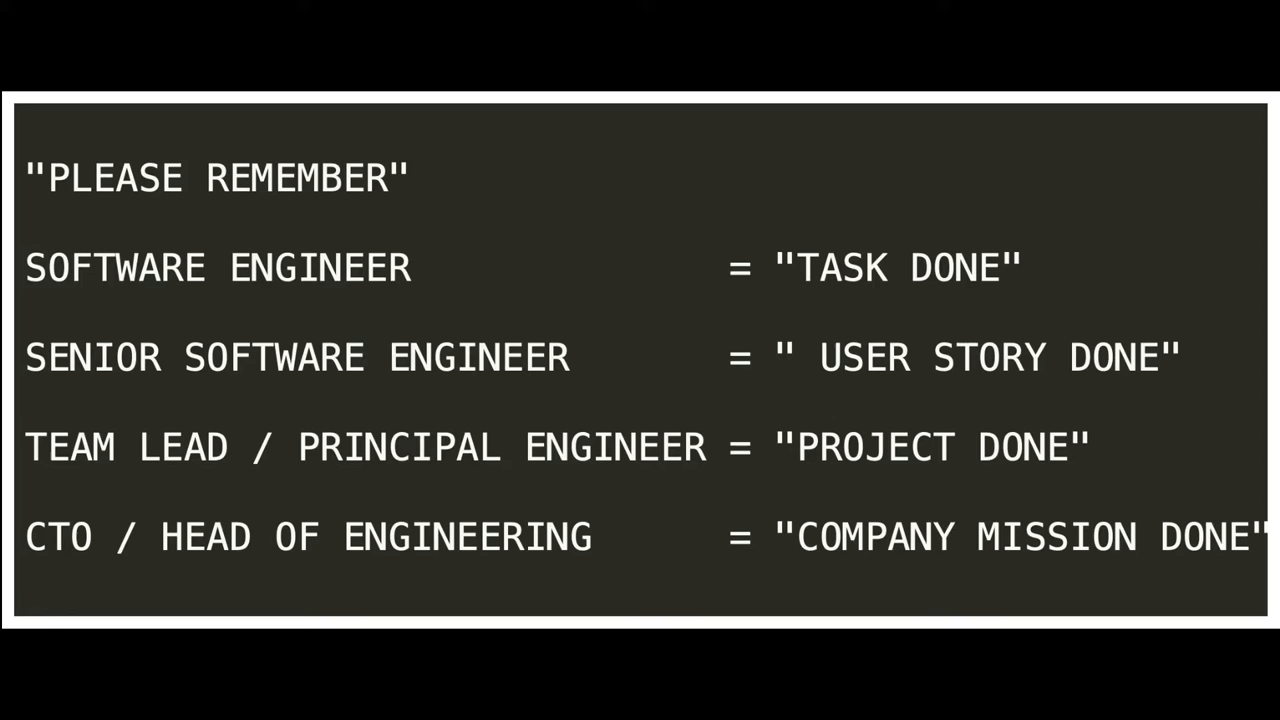 "PLEASE REMEMBER"
SOFTWARE ENGINEER = "TASK DONE"
SENIOR SOFTWARE ENGINEER = " USER STORY DONE"
TEAM LEAD / PRINCIPAL ENGINEER = "PROJECT DONE"
CTO / HEAD OF ENGINEERING = "COMPANY MISSION DONE"